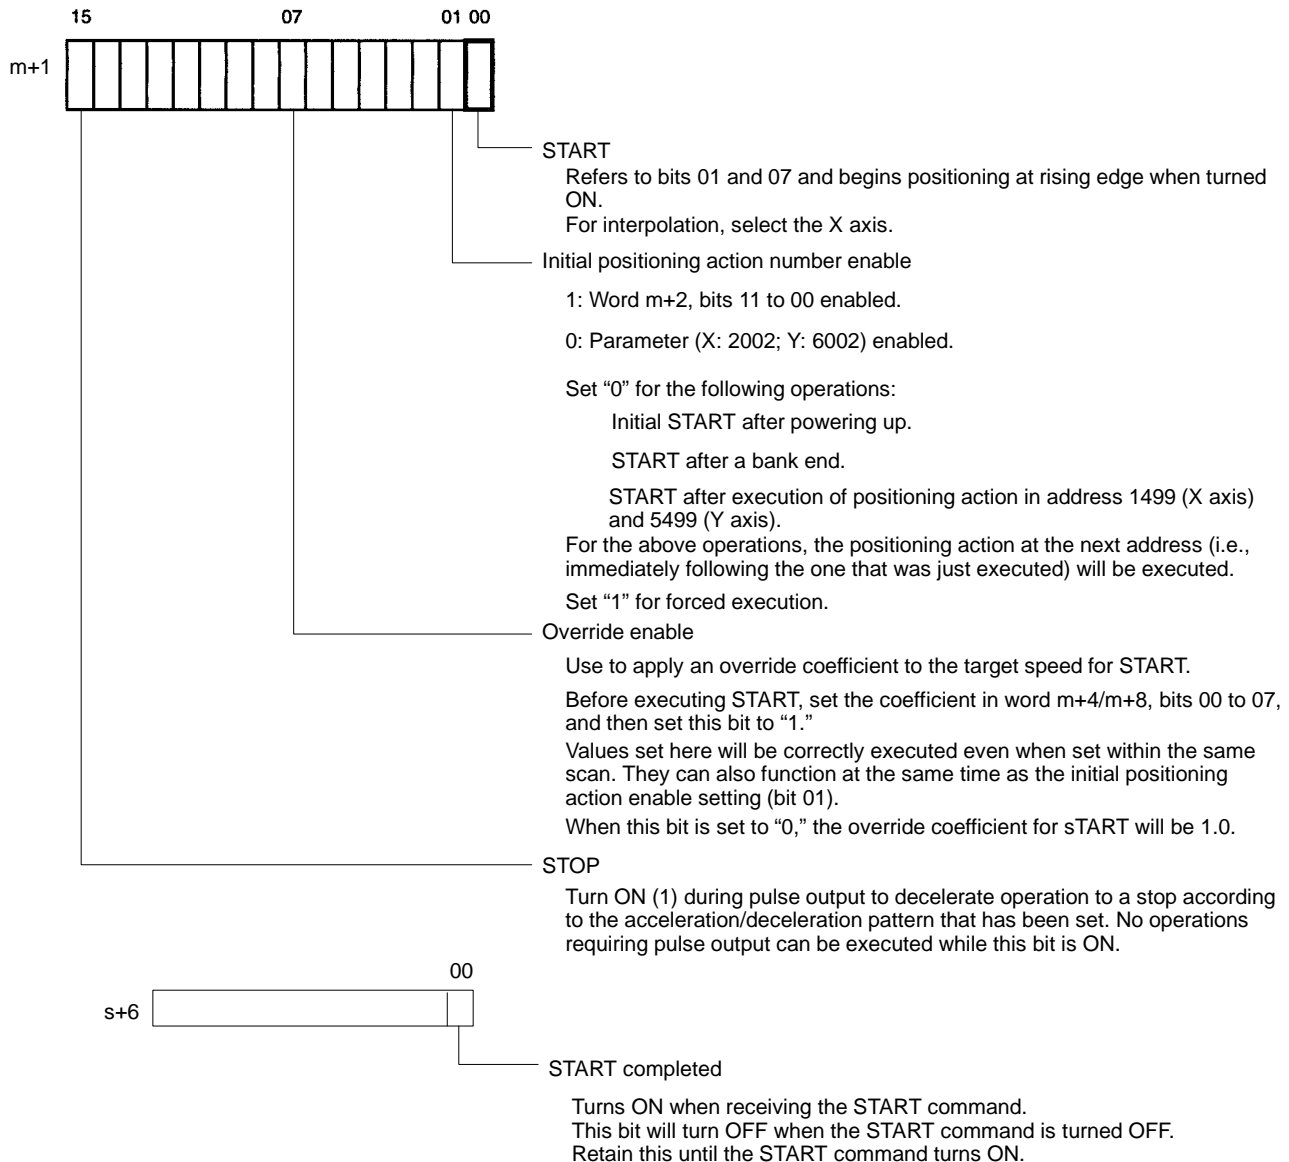 15 07 01 00
m+1
START
Refers to bits 01 and 07 and begins positioning at rising edge when turned
ON.
For interpolation, select the X axis.
Initial positioning action number enable
1: Word m+2, bits 11 to 00 enabled.
0: Parameter (X: 2002; Y: 6002) enabled.
Set “0” for the following operations:
Initial START after powering up.
START after a bank end.
START after execution of positioning action in address 1499 (X axis)
and 5499 (Y axis).
For the above operations, the positioning action at the next address (i.e.,
immediately following the one that was just executed) will be executed.
Set “1” for forced execution.
Override enable
Use to apply an override coefficient to the target speed for START.
Before executing START, set the coefficient in word m+4/m+8, bits 00 to 07,
and then set this bit to “1.”
Values set here will be correctly executed even when set within the same
scan. They can also function at the same time as the initial positioning
action enable setting (bit 01).
When this bit is set to “0,” the override coefficient for sTART will be 1.0.
STOP
Turn ON (1) during pulse output to decelerate operation to a stop according
to the acceleration/deceleration pattern that has been set. No operations
requiring pulse output can be executed while this bit is ON.
00
s+6
START completed
Turns ON when receiving the START command.
This bit will turn OFF when the START command is turned OFF.
Retain this until the START command turns ON.